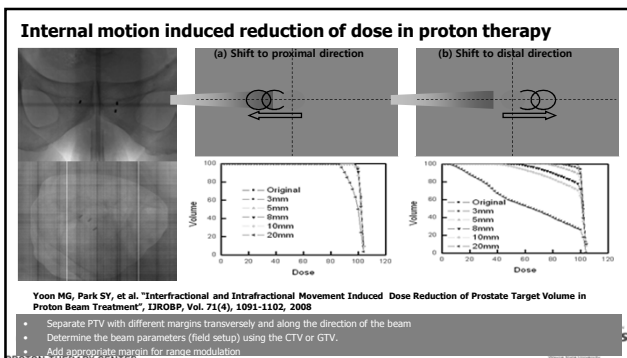 Internal motion induced reduction of dose in proton therapy
(a) Shift to proximal direction
(b) Shift to distal direction
100
80
60
40
20
0
Volume
Original
3mm
5mm
8mm
10mm
20mm
0 20 40 60 80 100 120
Dose
100
80
60
40
20
0
Volume
Original
3mm
5mm
8mm
10mm
20mm
0 20 40 60 80 100 120
Dose
Yoon MG, Park SY, et al. "Interfractional and Intrafractional Movement Induced Dose Reduction of Prostate Target Volume in
Proton Beam Treatment", IJROBP, Vol. 71(4), 1091-1102, 2008
• Separate PTV with different margins transversely and along the direction of the beam
• Determine the beam parameters (field setup) using the CTV or GTV.
• Add appropriate margin for range modulation